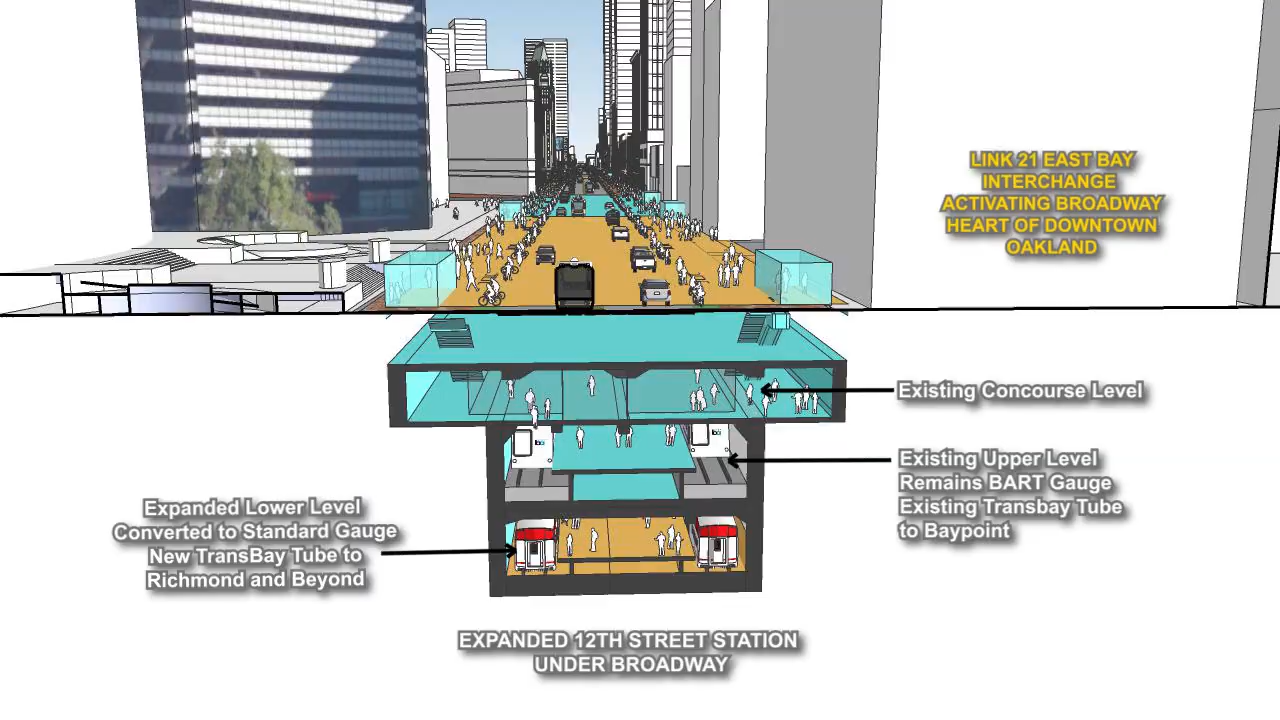 LINK 21 EAST BAY
INTERCHANGE
ACTIVATING BROADWAY
HEART OF DOWNTOWN
OAKLAND
Existing Concourse Level
Existing Upper Level
Remains BART Gauge
Existing Transbay Tube
to Baypoint
Expanded Lower Level
Converted to Standard Gauge
New TransBay Tube to
Richmond and Beyond
EXPANDED 12TH STREET STATION
UNDER BROADWAY